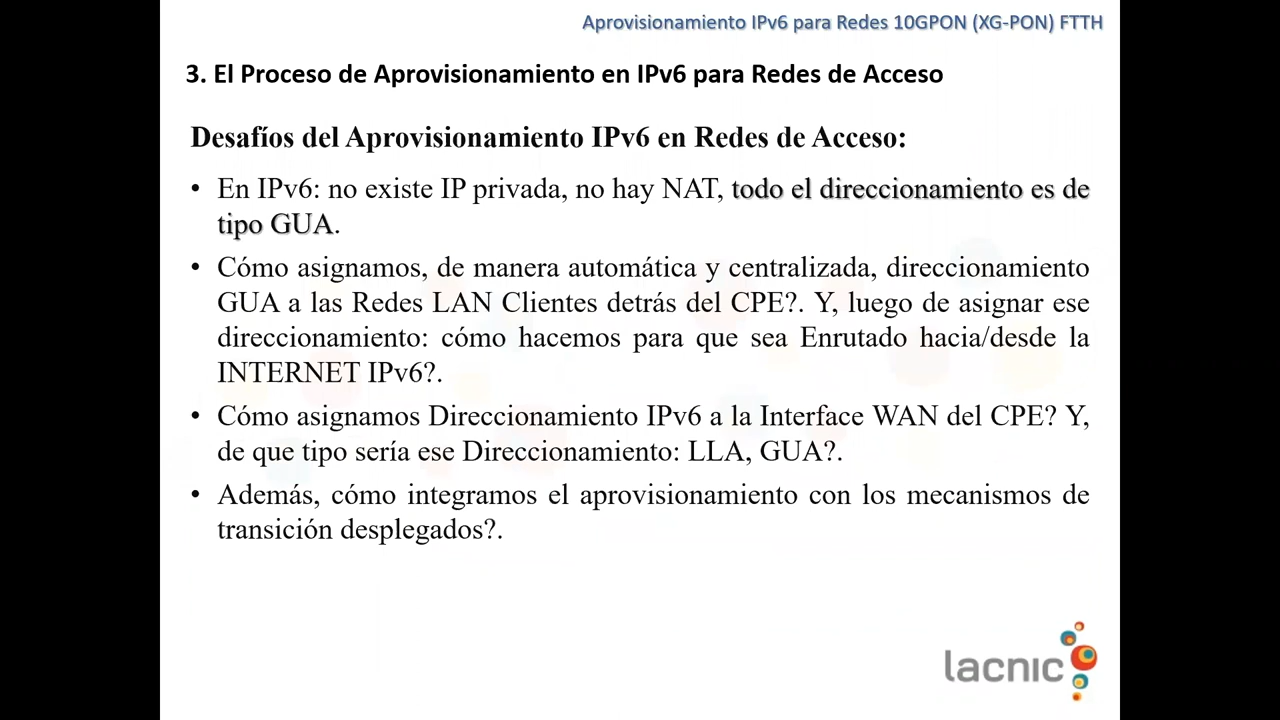 Aprovisionamiento IPv6 para Redes 10GPON (XG-PON) FTTH
3. El Proceso de Aprovisionamiento en IPv6 para Redes de Acceso
Desafíos del Aprovisionamiento IPv6 en Redes de Acceso:
• En IPv6: no existe IP privada, no hay NAT, todo el direccionamiento es de
tipo GUA.
• Cómo asignamos, de manera automática y centralizada, direccionamiento
GUA a las Redes LAN Clientes detrás del CPE?. Y, luego de asignar ese
direccionamiento: cómo hacemos para que sea Enrutado hacia/desde la
INTERNET IPv6?.
• Cómo asignamos Direccionamiento IPv6 a la Interface WAN del CPE? Y,
de que tipo sería ese Direccionamiento: LLA, GUA?.
• Además, cómo integramos el aprovisionamiento con los mecanismos de
transición desplegados?.
lacnic